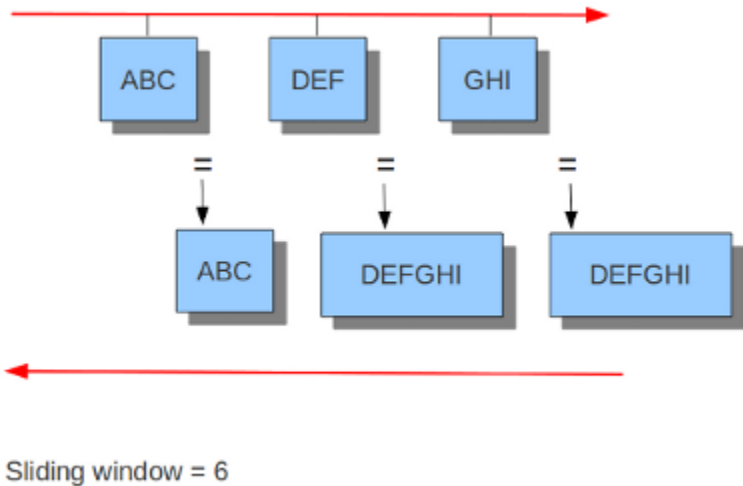 ABC DEF GHI
= = =
ABC DEFGHI DEFGHI
Sliding window = 6